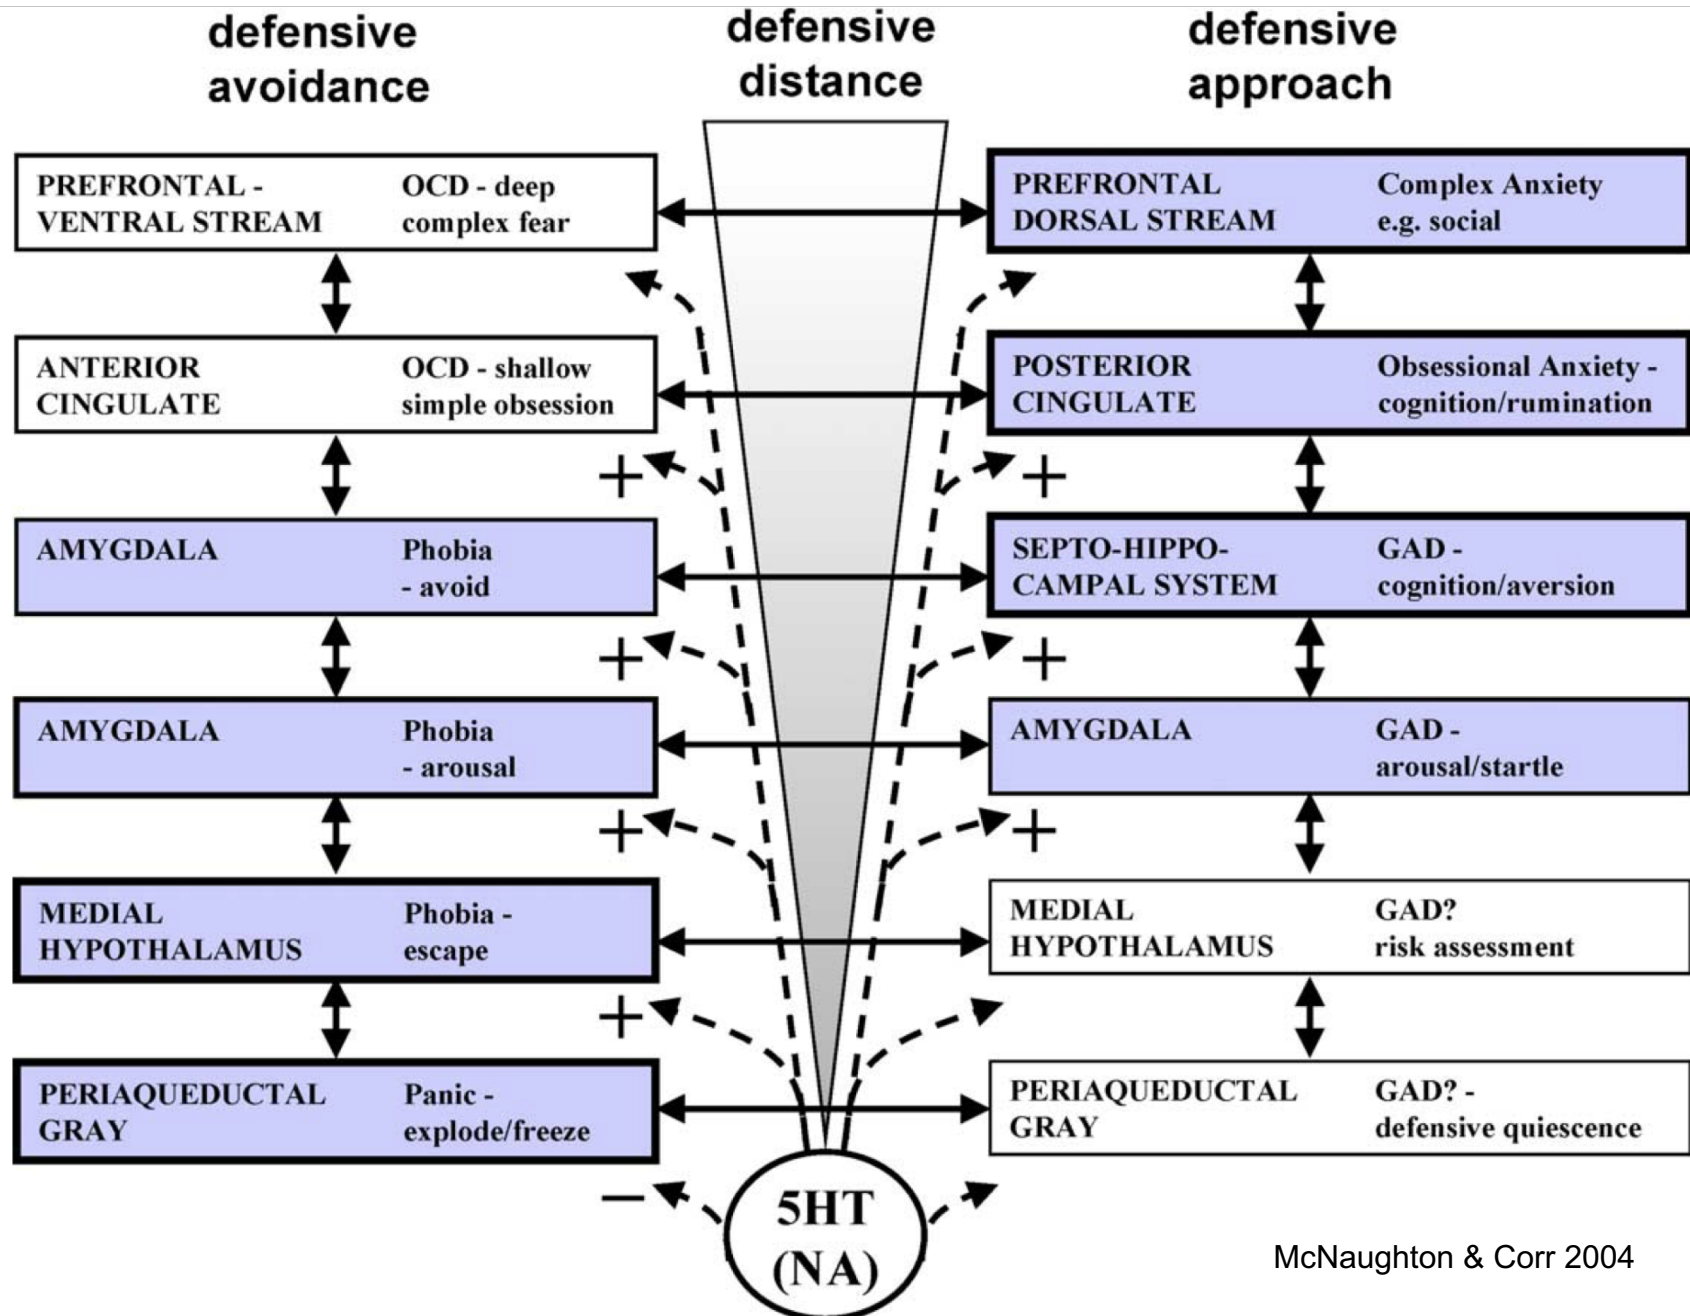 defensive
avoidance
defensive
distance
defensive
approach
PREFRONTAL -
VENTRAL STREAM
OCD - deep
complex fear
PREFRONTAL
DORSAL STREAM
Complex Anxiety
e.g. social
ANTERIOR
CINGULATE
OCD - shallow
simple obsession
POSTERIOR
CINGULATE
Obsessional Anxiety -
cognition/rumination
+
+
AMYGDALA
Phobia
- avoid
SEPTO-HIPPO-
CAMPAL SYSTEM
GAD -
cognition/aversion
+
+
AMYGDALA
Phobia
- arousal
AMYGDALA
GAD -
arousal/startle
+
+
MEDIAL
HYPOTHALAMUS
Phobia -
escape
MEDIAL
HYPOTHALAMUS
GAD?
risk assessment
+
PERIAQUEDUCTAL
GRAY
Panic -
explode/freeze
PERIAQUEDUCTAL
GRAY
GAD? -
defensive quiescence
−
5HT
(NA)
McNaughton & Corr 2004